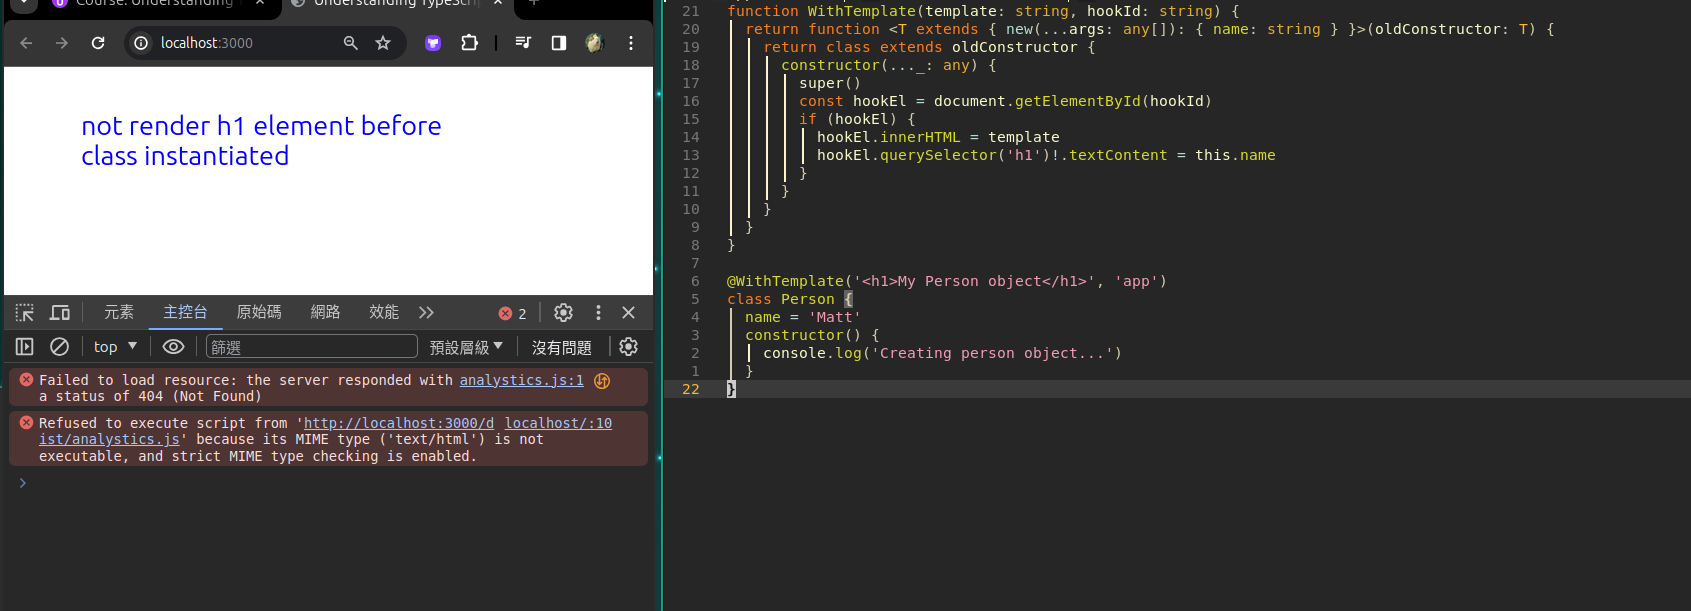 Course: Understanding
Understanding TypeScrip
localhost:3000
not render h1 element before
class instantiated
元素
主控台
原始碼
網路
效能
2
top
篩選
預設層級
沒有問題
Failed to load resource: the server responded with analystics.js:1
a status of 404 (Not Found)
Refused to execute script from 'http://localhost:3000/d localhost/:10
ist/analystics.js' because its MIME type ('text/html') is not
executable, and strict MIME type checking is enabled.
21 function WithTemplate(template: string, hookId: string) {
20 return function <T extends { new(...args: any[]): { name: string } }>(oldConstructor: T) {
19 return class extends oldConstructor {
18 constructor(..._: any) {
17 super()
16 const hookEl = document.getElementById(hookId)
15 if (hookEl) {
14 hookEl.innerHTML = template
13 hookEl.querySelector('h1')!.textContent = this.name
12 }
11 }
10 }
9 }
8 }
7
6 @WithTemplate('<h1>My Person object</h1>', 'app')
5 class Person {
4 name = 'Matt'
3 constructor() {
2 console.log('Creating person object...')
1 }
22 }